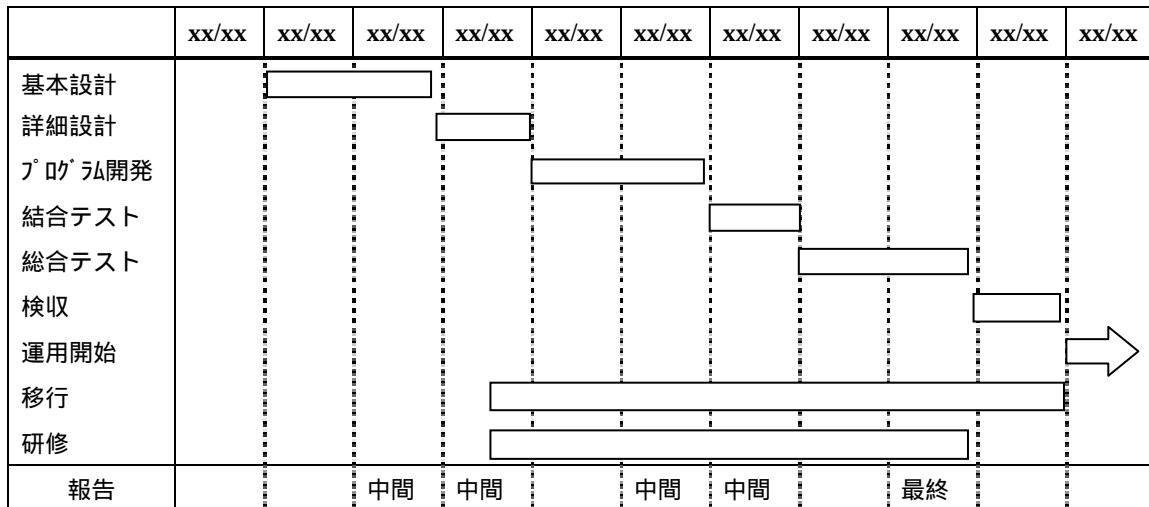 xx/xx xx/xx xx/xx xx/xx xx/xx xx/xx xx/xx xx/xx xx/xx xx/xx xx/xx
基本設計
詳細設計
プログラム開発
結合テスト
総合テスト
検収
運用開始
移行
研修
報告 中間 中間 中間 中間 最終